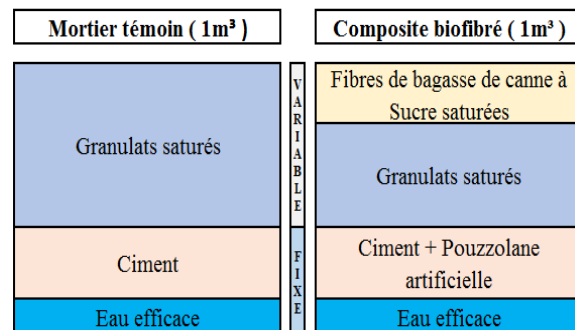 Mortier témoin ( 1m³ )
Composite biofibré ( 1m³ )
Granulats saturés
Ciment
Eau efficace
VARIABLE
FIXE
Fibres de bagasse de canne à
Sucre saturées
Granulats saturés
Ciment + Pouzzolane
artificielle
Eau efficace